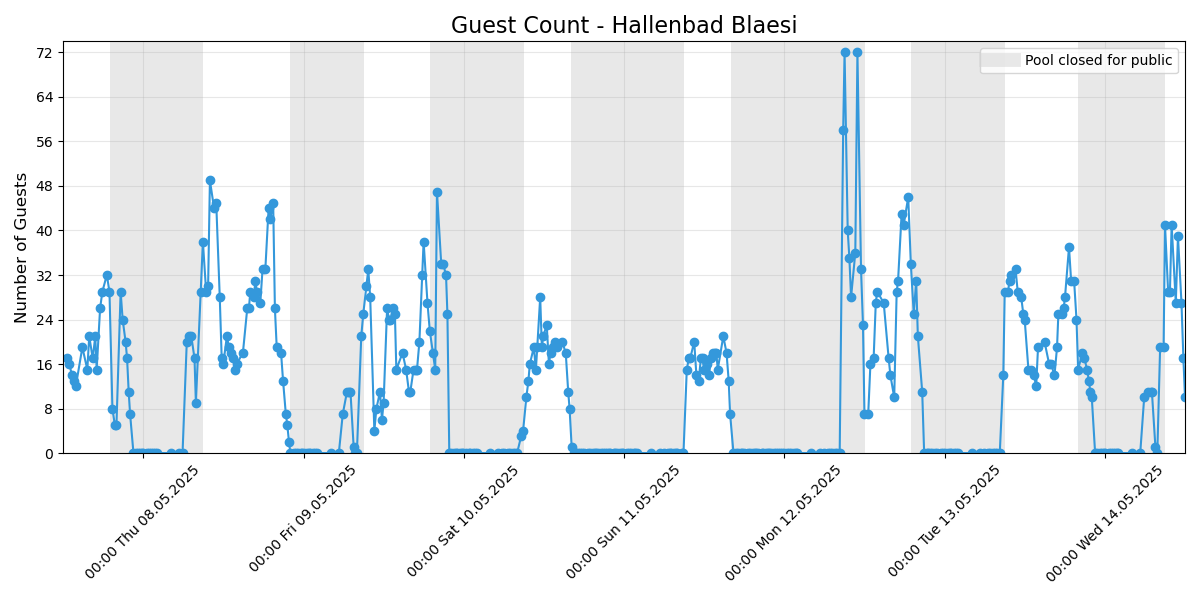 Guest Count - Hallenbad Blaesi
Pool closed for public
Number of Guests
72
64
56
48
40
32
24
16
8
0
00:00 Thu 08.05.2025
00:00 Fri 09.05.2025
00:00 Sat 10.05.2025
00:00 Sun 11.05.2025
00:00 Mon 12.05.2025
00:00 Tue 13.05.2025
00:00 Wed 14.05.2025